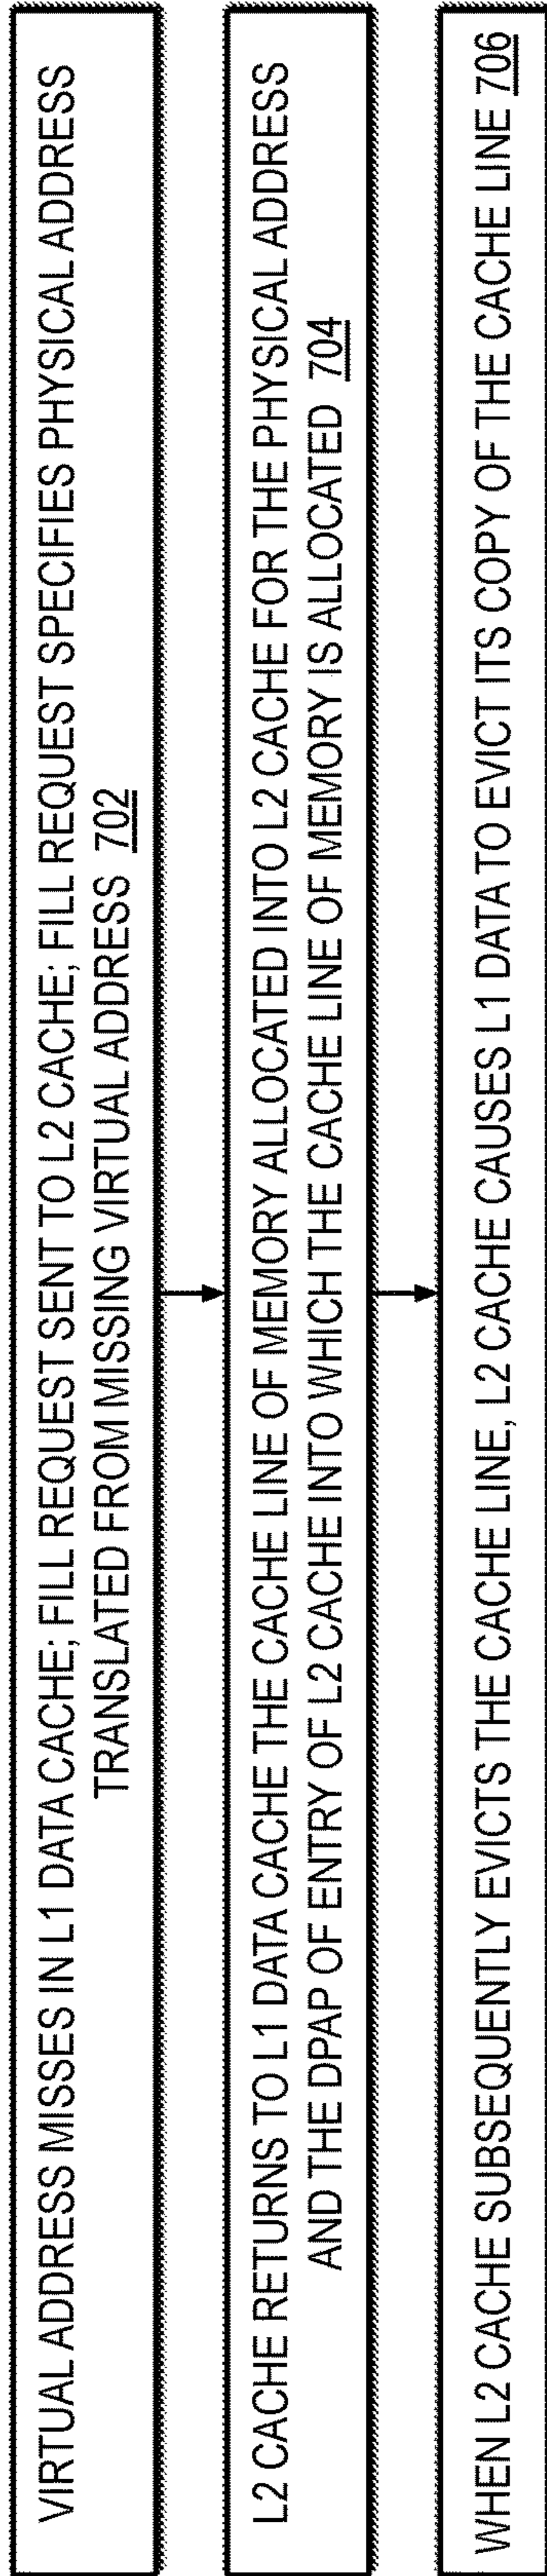 VIRTUAL ADDRESS MISSES IN L1 DATA CACHE; FILL REQUEST SENT TO L2 CACHE; FILL REQUEST SPECIFIES PHYSICAL ADDRESS
TRANSLATED FROM MISSING VIRTUAL ADDRESS 702
L2 CACHE RETURNS TO L1 DATA CACHE THE CACHE LINE OF MEMORY ALLOCATED INTO L2 CACHE FOR THE PHYSICAL ADDRESS
AND THE DPAP OF ENTRY OF L2 CACHE INTO WHICH THE CACHE LINE OF MEMORY IS ALLOCATED 704
WHEN L2 CACHE SUBSEQUENTLY EVICTS THE CACHE LINE, L2 CACHE CAUSES L1 DATA TO EVICT ITS COPY OF THE CACHE LINE 706